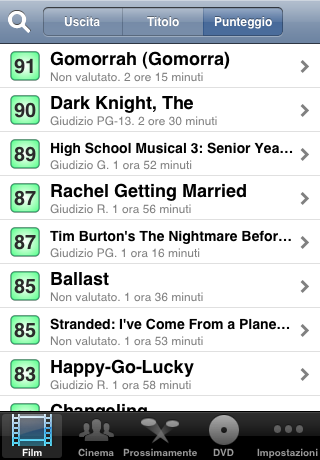 Uscita Titolo Punteggio
91 Gomorrah (Gomorra)
Non valutato. 2 ore 15 minuti
90 Dark Knight, The
Giudizio PG-13. 2 ore 30 minuti
89 High School Musical 3: Senior Yea…
Giudizio G. 1 ora 52 minuti
87 Rachel Getting Married
Giudizio R. 1 ora 56 minuti
87 Tim Burton's The Nightmare Befor…
Giudizio PG. 1 ora 16 minuti
85 Ballast
Non valutato. 1 ora 36 minuti
85 Stranded: I've Come From a Plane…
Non valutato. 1 ora 53 minuti
83 Happy-Go-Lucky
Giudizio R. 1 ora 58 minuti
Changeling
Film Cinema Prossimamente DVD Impostazioni